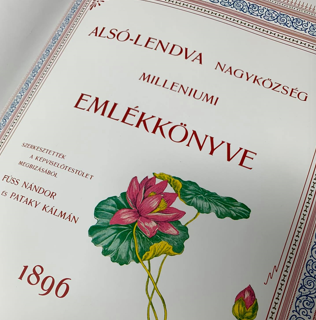 ALSÓ-LENDVA NAGYKÖZSÉG
MILLENIUMI
EMLÉKKÖNYVE
SZERKESZTETTÉK
A KÉPVISELŐTESTÜLET
MEGBIZÁSÁBÓL
FÜSS NÁNDOR
ÉS PATAKY KÁLMÁN
1896